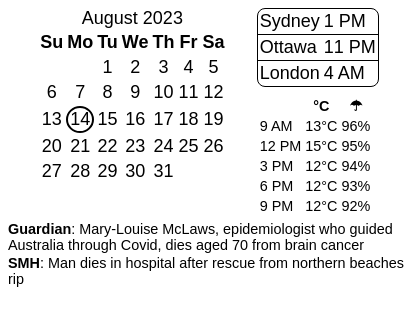 August 2023
Su Mo Tu We Th Fr Sa
1 2 3 4 5
6 7 8 9 10 11 12
13 14 15 16 17 18 19
20 21 22 23 24 25 26
27 28 29 30 31
Sydney 1 PM
Ottawa 11 PM
London 4 AM
°C ☂
9 AM 13°C 96%
12 PM 15°C 95%
3 PM 12°C 94%
6 PM 12°C 93%
9 PM 12°C 92%
Guardian: Mary-Louise McLaws, epidemiologist who guided
Australia through Covid, dies aged 70 from brain cancer
SMH: Man dies in hospital after rescue from northern beaches
rip